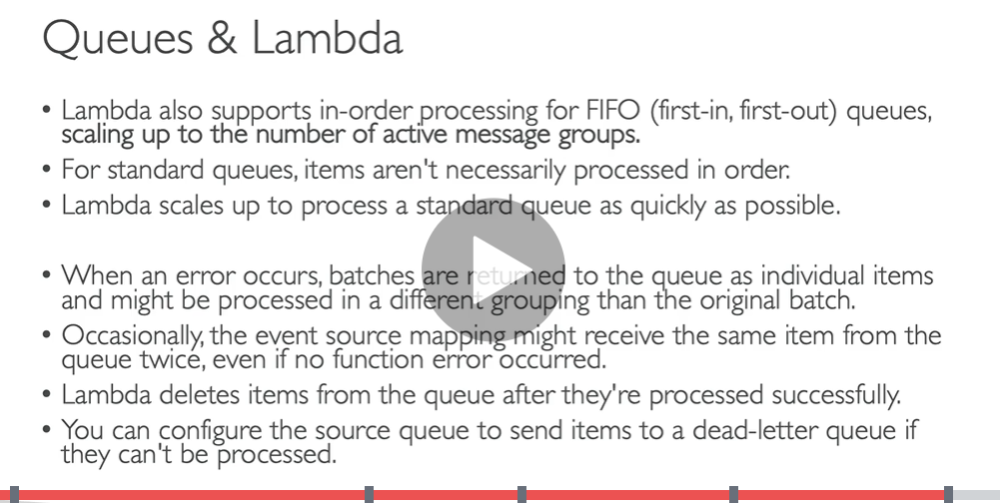 Queues & Lambda
• Lambda also supports in-order processing for FIFO (first-in, first-out) queues,
scaling up to the number of active message groups.
• For standard queues, items aren't necessarily processed in order.
• Lambda scales up to process a standard queue as quickly as possible.
• When an error occurs, batches are returned to the queue as individual items
and might be processed in a different grouping than the original batch.
• Occasionally, the event source mapping might receive the same item from the
queue twice, even if no function error occurred.
• Lambda deletes items from the queue after they're processed successfully.
• You can configure the source queue to send items to a dead-letter queue if
they can't be processed.